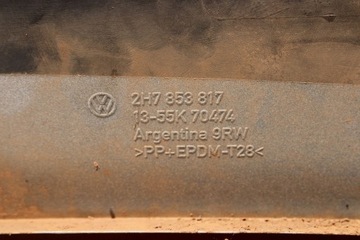 2H7 853 817
13-55K 70474
Argentina 9RW
>PP+EPDM-T28<